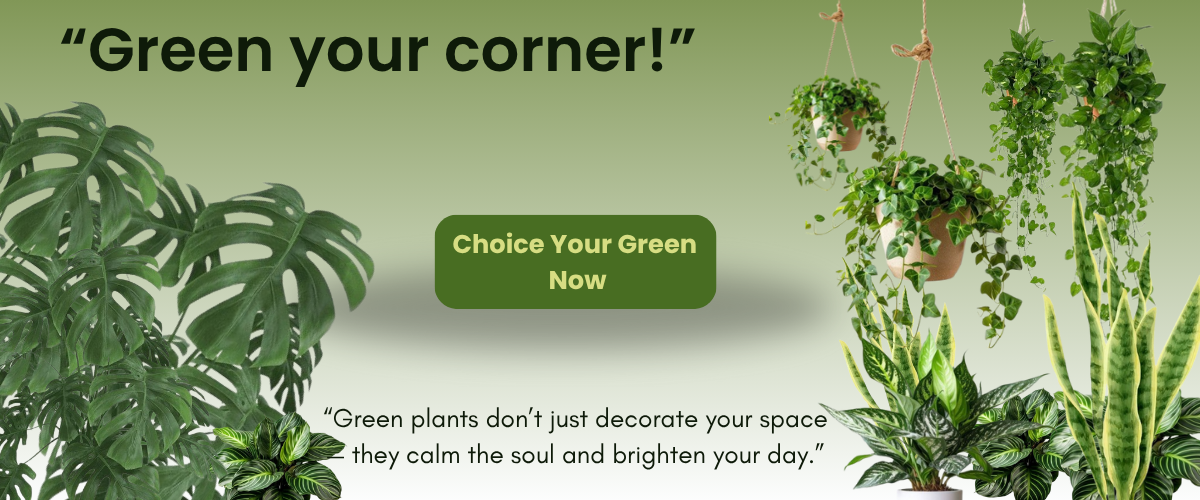 “Green your corner!”
Choice Your Green
Now
“Green plants don’t just decorate your space
– they calm the soul and brighten your day.”